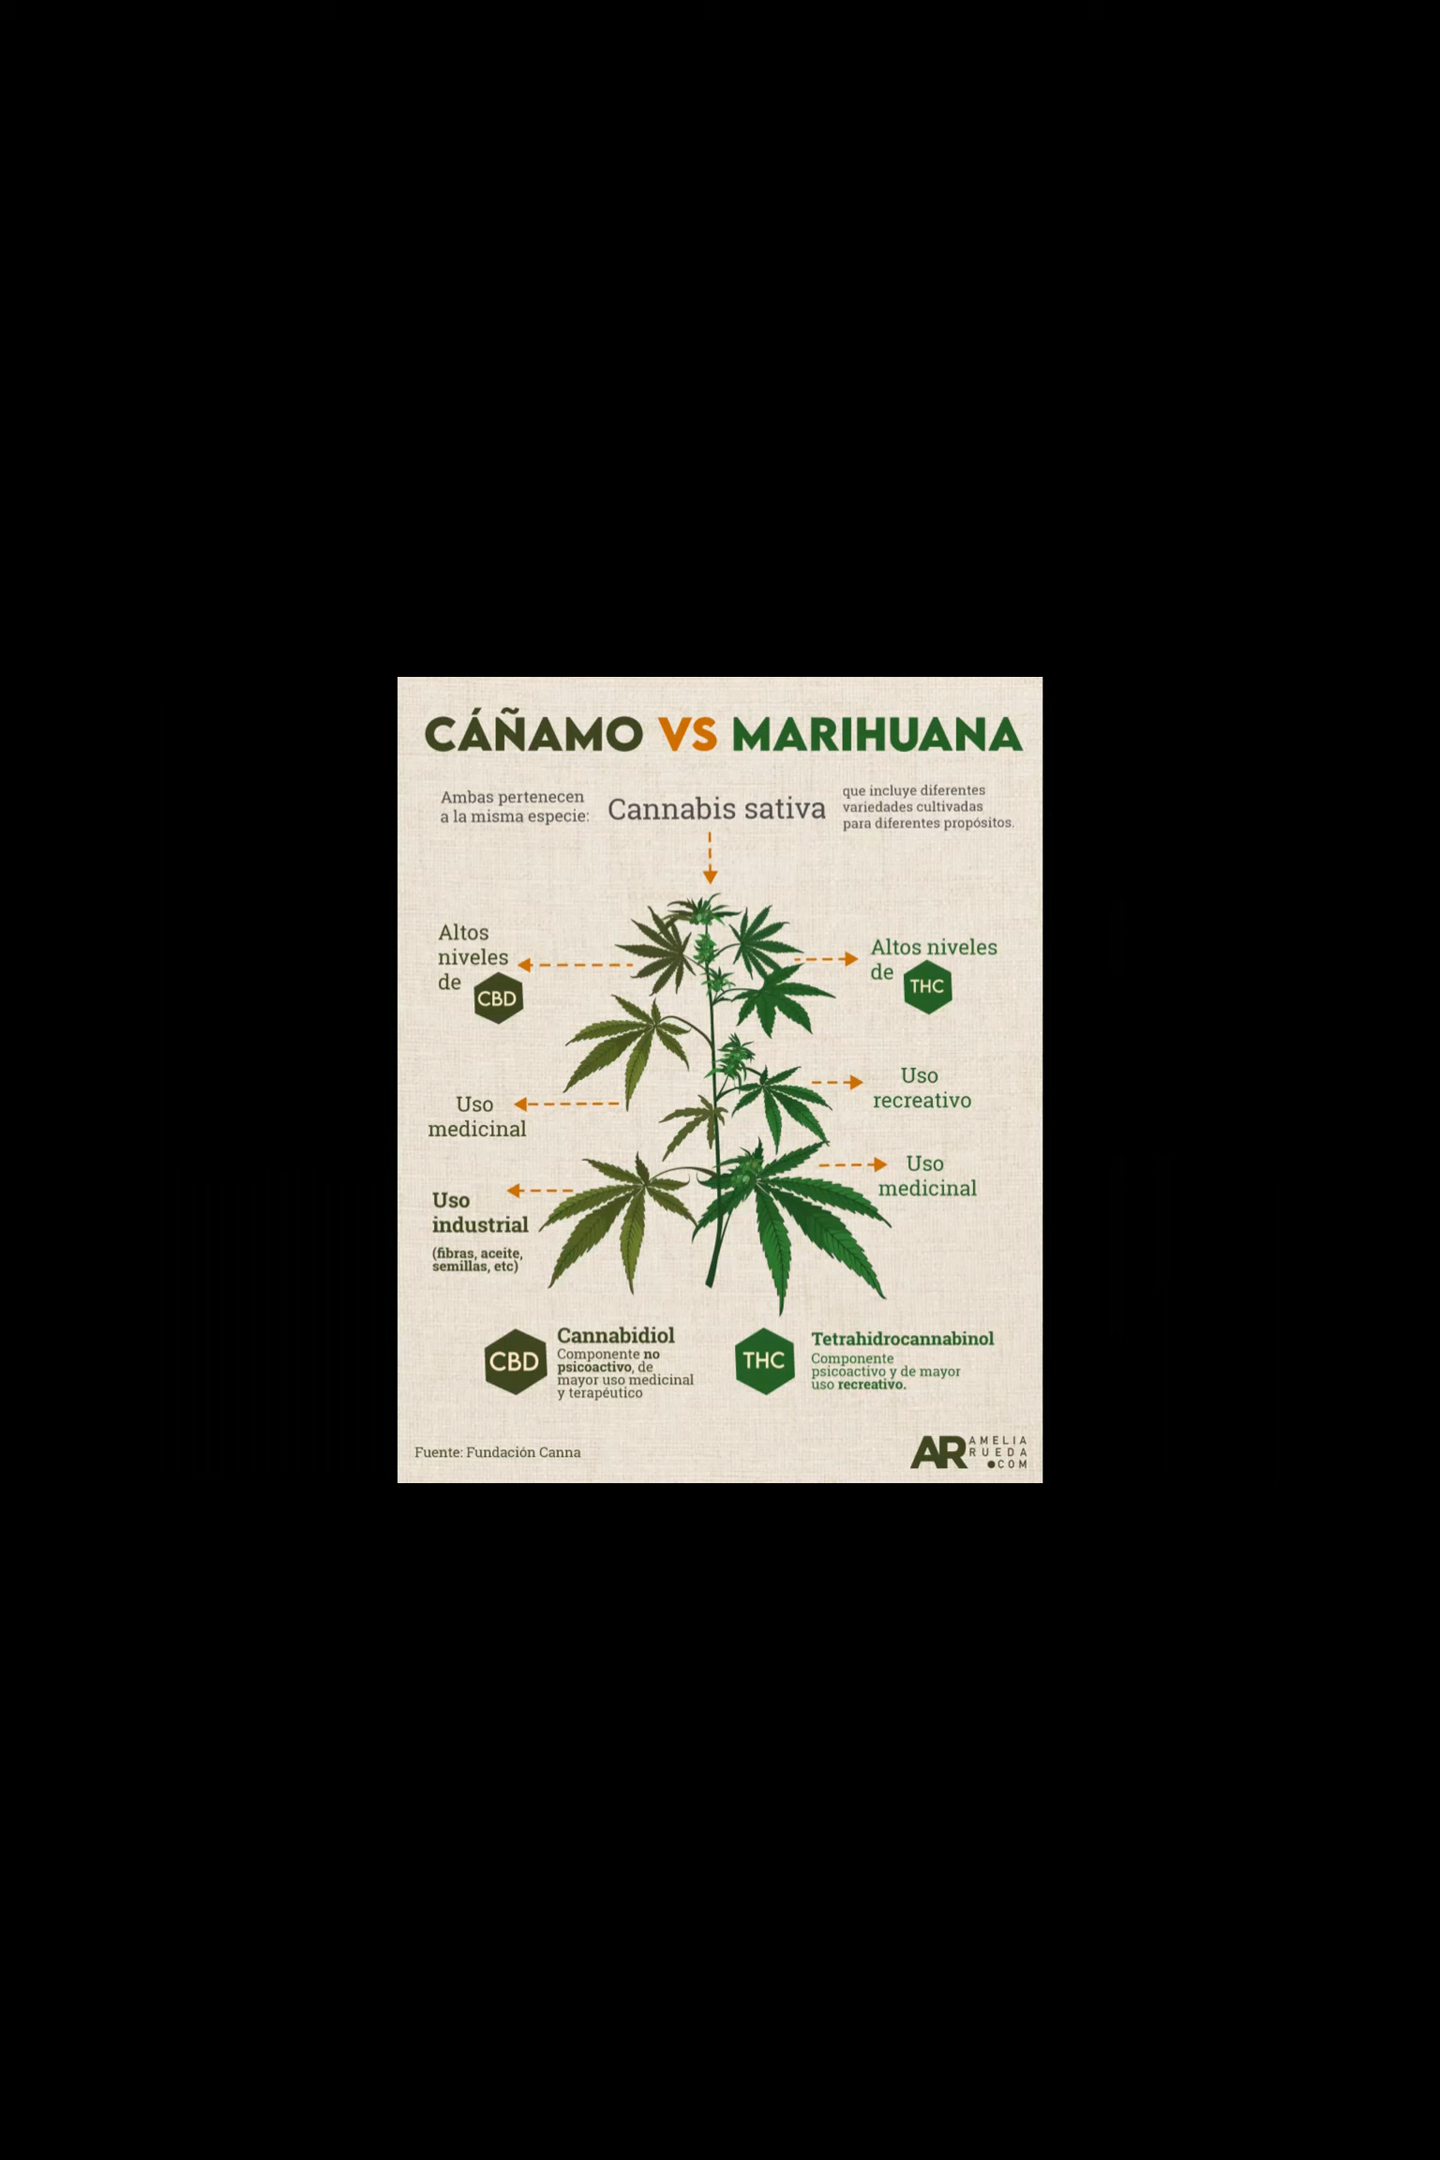 CÁÑAMO VS MARIHUANA
Ambas pertenecen
a la misma especie:
Cannabis sativa
que incluye diferentes
variedades cultivadas
para diferentes propósitos.
Altos
niveles
de
CBD
Uso
medicinal
Uso
industrial
(fibras, aceite,
semillas, etc)
Altos niveles
de THC
Uso
recreativo
Uso
medicinal
CBD
Cannabidiol
Componente no
psicoactivo, de
mayor uso medicinal
y terapéutico
THC
Tetrahidrocannabinol
Componente
psicoactivo y de mayor
uso recreativo.
Fuente: Fundación Canna
AR
AMELIA
RUEDA
●COM